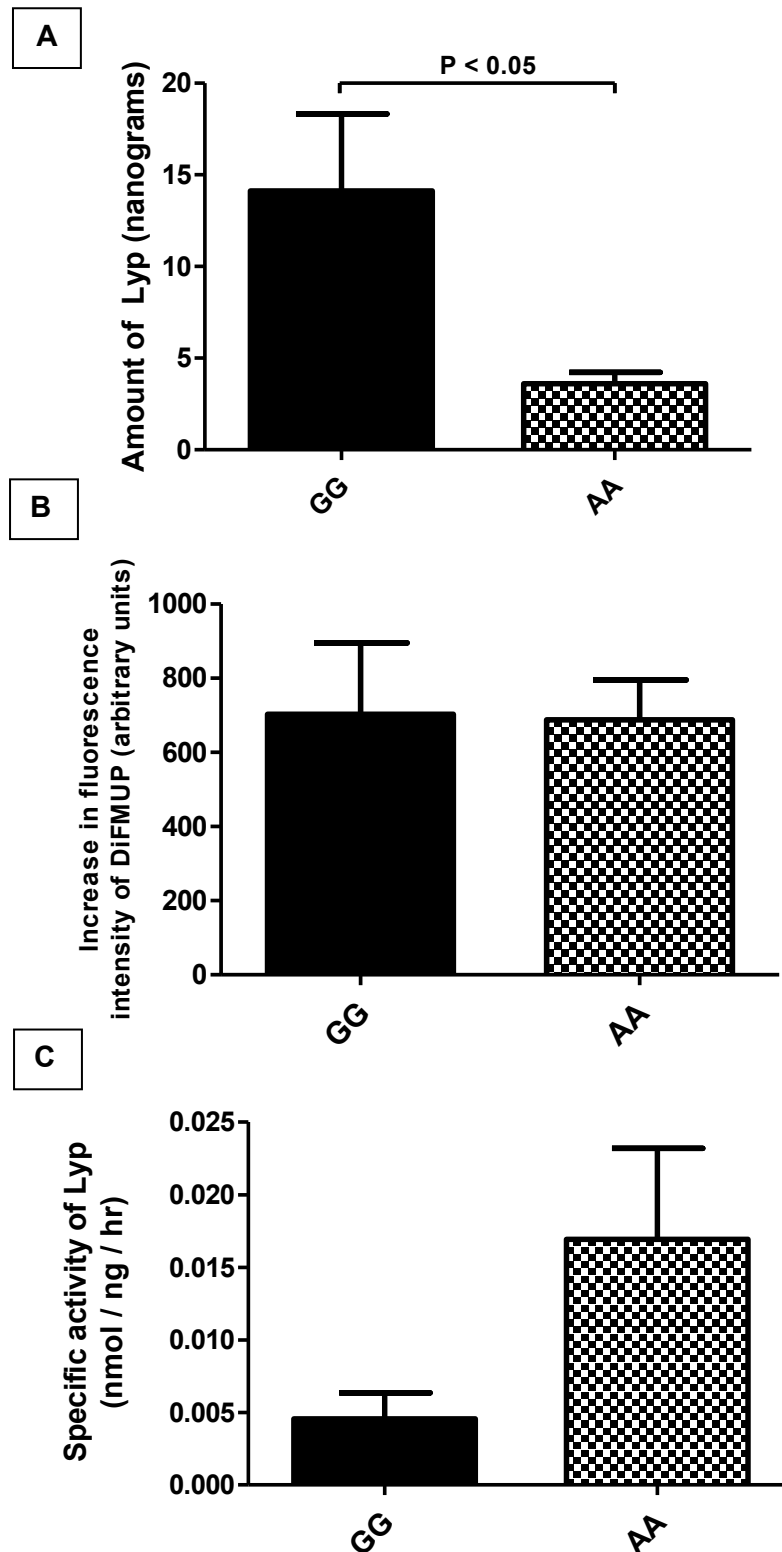 A
P < 0.05
Amount of Lyp (nanograms)
20
15
10
5
0
GG
AA
B
Increase in fluorescence
intensity of DiFMUP (arbitrary units)
1000
800
600
400
200
0
GG
AA
C
Specific activity of Lyp
(nmol / ng / hr)
0.025
0.020
0.015
0.010
0.005
0.000
GG
AA